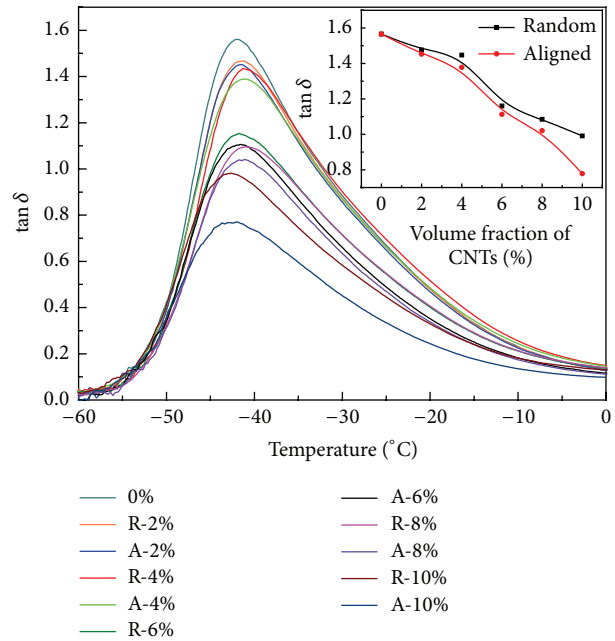 1.6
1.4
1.2
1.0
0.8
0.6
0.4
0.2
0.0
tan δ
−60
−50
−40
−30
−20
−10
0
Temperature (°C)
1.6
1.4
1.2
1.0
0.8
tan δ
Random
Aligned
0
2
4
6
8
10
Volume fraction of
CNTs (%)
0%
R-2%
A-2%
R-4%
A-4%
R-6%
A-6%
R-8%
A-8%
R-10%
A-10%